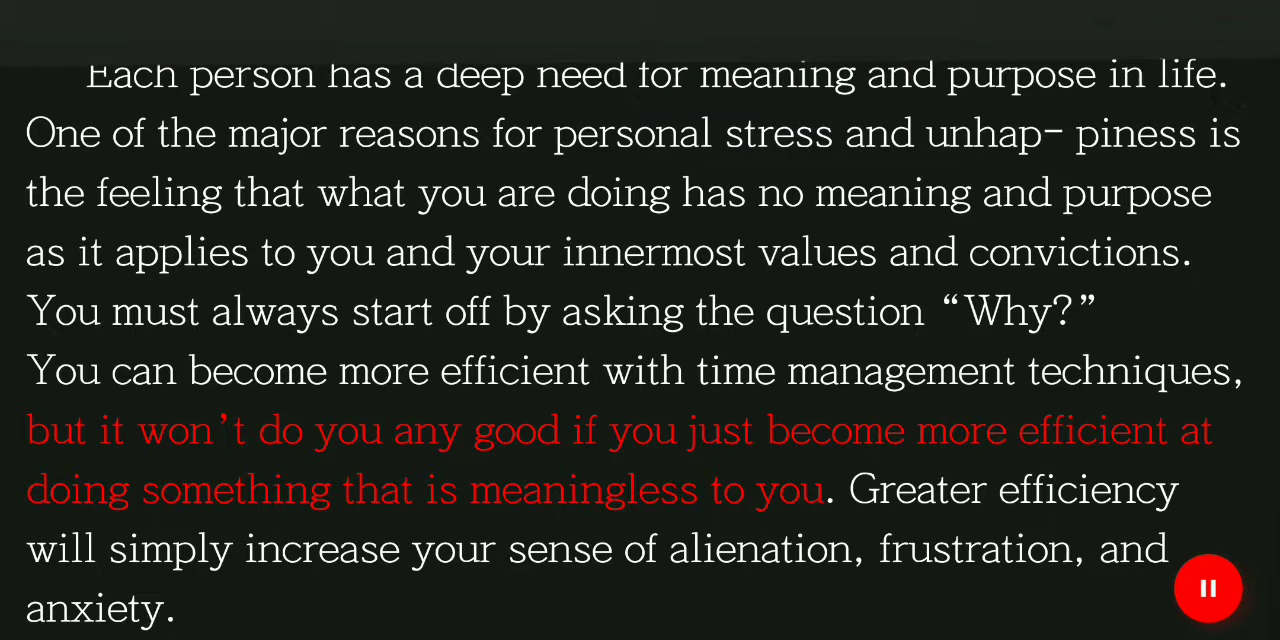 Each person has a deep need for meaning and purpose in life.
One of the major reasons for personal stress and unhap- piness is
the feeling that what you are doing has no meaning and purpose
as it applies to you and your innermost values and convictions.
You must always start off by asking the question “Why?”
You can become more efficient with time management techniques,
but it won’t do you any good if you just become more efficient at
doing something that is meaningless to you. Greater efficiency
will simply increase your sense of alienation, frustration, and
anxiety.